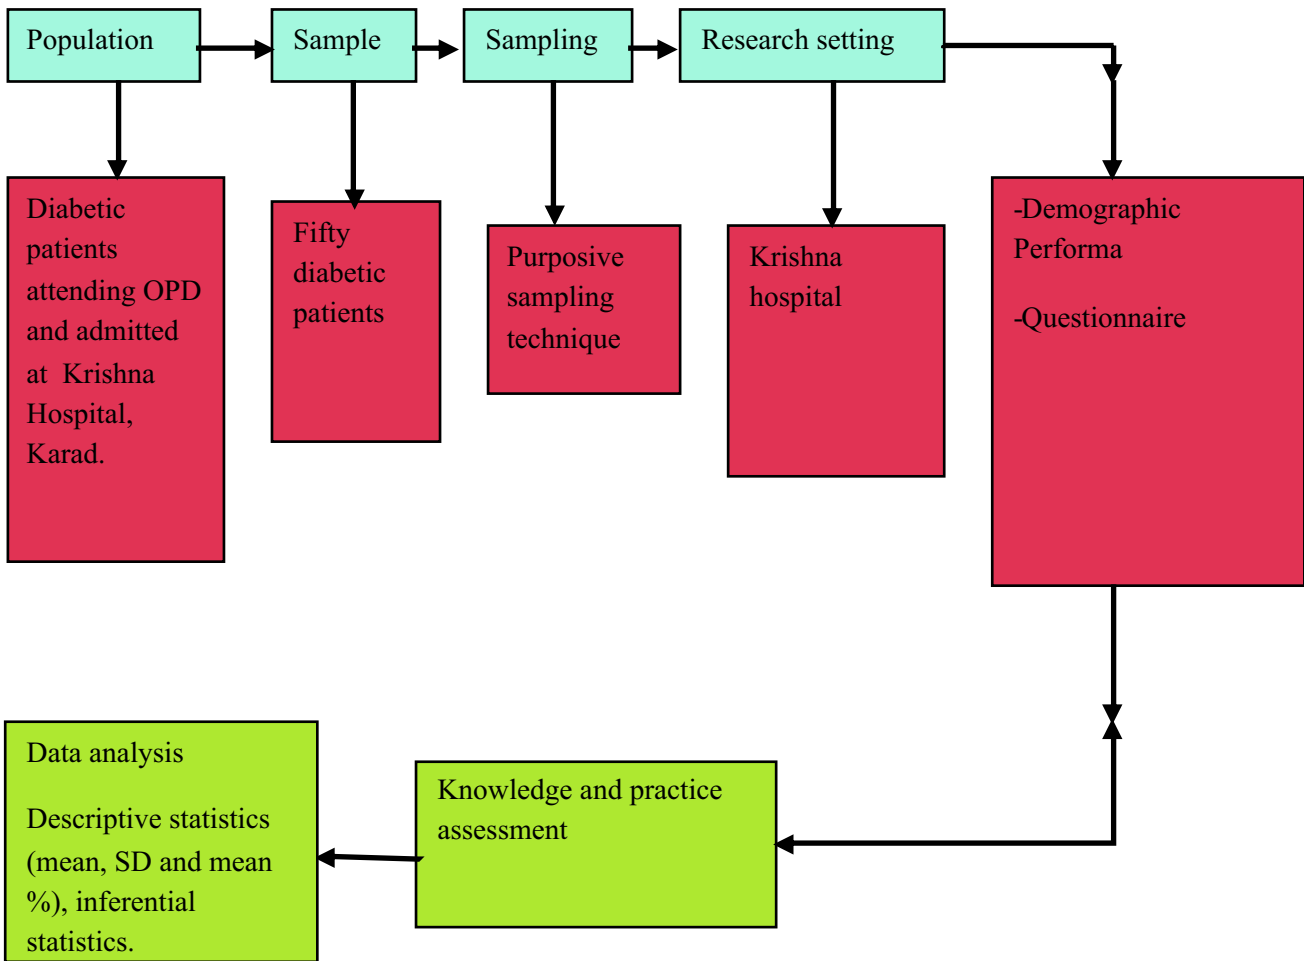 Population
Sample
Sampling
Research setting
Diabetic
patients
attending OPD
and admitted
at Krishna
Hospital,
Karad.
Fifty
diabetic
patients
Purposive
sampling
technique
Krishna
hospital
-Demographic
Performa
-Questionnaire
Data analysis
Descriptive statistics
(mean, SD and mean
%), inferential
statistics.
Knowledge and practice
assessment